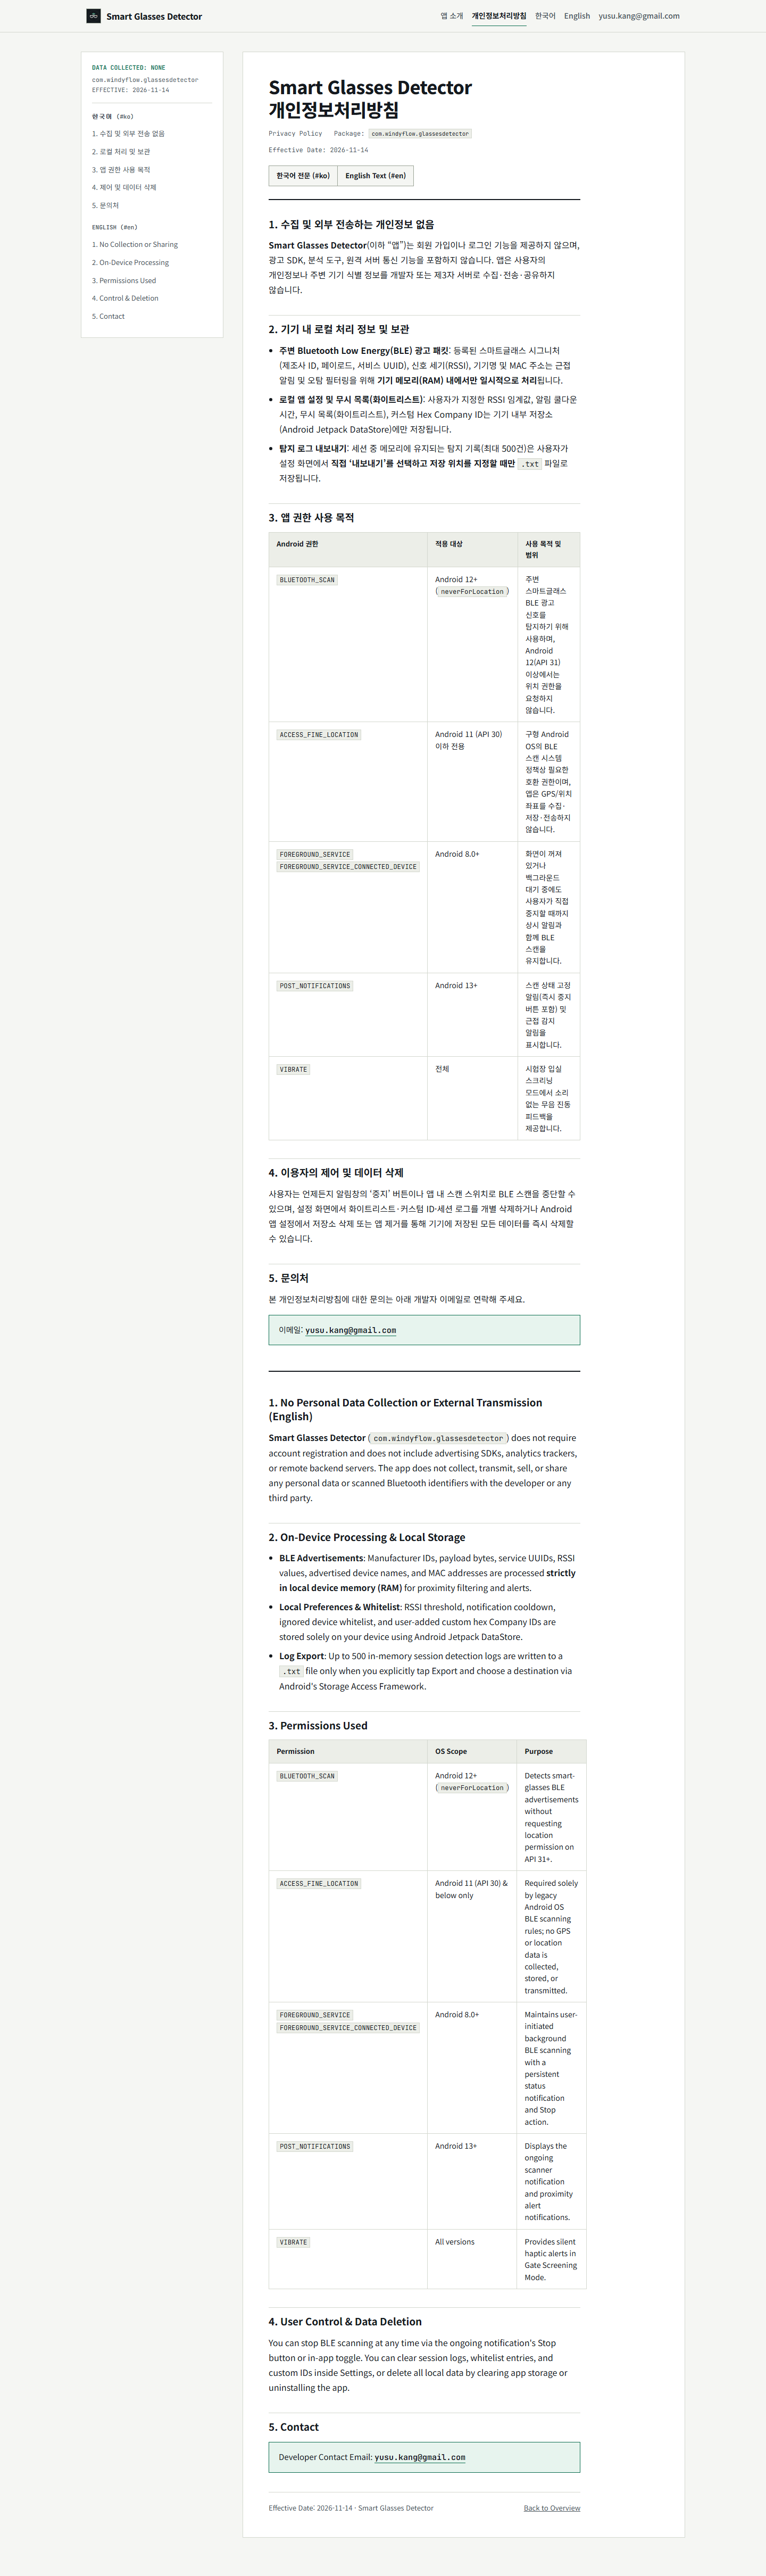 Smart Glasses Detector
앱 소개 개인정보처리방침 한국어 English yusu.kang@gmail.com
DATA COLLECTED: NONE
com.windyflow.glassesdetector
EFFECTIVE: 2026-11-14
한국어 (#ko)
1. 수집 및 외부 전송 없음
2. 로컬 처리 및 보관
3. 앱 권한 사용 목적
4. 제어 및 데이터 삭제
5. 문의처
ENGLISH (#en)
1. No Collection or Sharing
2. On-Device Processing
3. Permissions Used
4. Control & Deletion
5. Contact
Smart Glasses Detector
개인정보처리방침
Privacy Policy Package: com.windyflow.glassesdetector
Effective Date: 2026-11-14
한국어 전문 (#ko) English Text (#en)
1. 수집 및 외부 전송하는 개인정보 없음
Smart Glasses Detector(이하 “앱”)는 회원 가입이나 로그인 기능을 제공하지 않으며,
광고 SDK, 분석 도구, 원격 서버 통신 기능을 포함하지 않습니다. 앱은 사용자의
개인정보나 주변 기기 식별 정보를 개발자 또는 제3자 서버로 수집·전송·공유하지
않습니다.
2. 기기 내 로컬 처리 정보 및 보관
• 주변 Bluetooth Low Energy(BLE) 광고 패킷: 등록된 스마트글래스 시그니처
(제조사 ID, 페이로드, 서비스 UUID), 신호 세기(RSSI), 기기명 및 MAC 주소는 근접
알림 및 오탐 필터링을 위해 기기 메모리(RAM) 내에서만 일시적으로 처리됩니다.
• 로컬 앱 설정 및 무시 목록(화이트리스트): 사용자가 지정한 RSSI 임계값, 알림 쿨다운
시간, 무시 목록(화이트리스트), 커스텀 Hex Company ID는 기기 내부 저장소
(Android Jetpack DataStore)에만 저장됩니다.
• 탐지 로그 내보내기: 세션 중 메모리에 유지되는 탐지 기록(최대 500건)은 사용자가
설정 화면에서 직접 ‘내보내기’를 선택하고 저장 위치를 지정할 때만 .txt 파일로
저장됩니다.
3. 앱 권한 사용 목적
Android 권한 적용 대상 사용 목적 및
범위
BLUETOOTH_SCAN Android 12+ 주변
(neverForLocation) 스마트글래스
BLE 광고
신호를
탐지하기 위해
사용하며,
Android
12(API 31)
이상에서는
위치 권한을
요청하지
않습니다.
ACCESS_FINE_LOCATION Android 11 (API 30) 구형 Android
이하 전용 OS의 BLE
스캔 시스템
정책상 필요한
호환 권한이며,
앱은 GPS/위치
좌표를 수집·
저장·전송하지
않습니다.
FOREGROUND_SERVICE Android 8.0+ 화면이 꺼져
FOREGROUND_SERVICE_CONNECTED_DEVICE 있거나
백그라운드
대기 중에도
사용자가 직접
중지할 때까지
상시 알림과
함께 BLE
스캔을
유지합니다.
POST_NOTIFICATIONS Android 13+ 스캔 상태 고정
알림(즉시 중지
버튼 포함) 및
근접 감지
알림을
표시합니다.
VIBRATE 전체 시험장 입실
스크리닝
모드에서 소리
없는 무음 진동
피드백을
제공합니다.
4. 이용자의 제어 및 데이터 삭제
사용자는 언제든지 알림창의 ‘중지’ 버튼이나 앱 내 스캔 스위치로 BLE 스캔을 중단할 수
있으며, 설정 화면에서 화이트리스트·커스텀 ID·세션 로그를 개별 삭제하거나 Android
앱 설정에서 저장소 삭제 또는 앱 제거를 통해 기기에 저장된 모든 데이터를 즉시 삭제할
수 있습니다.
5. 문의처
본 개인정보처리방침에 대한 문의는 아래 개발자 이메일로 연락해 주세요.
이메일: yusu.kang@gmail.com
1. No Personal Data Collection or External Transmission
(English)
Smart Glasses Detector (com.windyflow.glassesdetector) does not require
account registration and does not include advertising SDKs, analytics trackers,
or remote backend servers. The app does not collect, transmit, sell, or share
any personal data or scanned Bluetooth identifiers with the developer or any
third party.
2. On-Device Processing & Local Storage
• BLE Advertisements: Manufacturer IDs, payload bytes, service UUIDs, RSSI
values, advertised device names, and MAC addresses are processed strictly
in local device memory (RAM) for proximity filtering and alerts.
• Local Preferences & Whitelist: RSSI threshold, notification cooldown,
ignored device whitelist, and user-added custom hex Company IDs are
stored solely on your device using Android Jetpack DataStore.
• Log Export: Up to 500 in-memory session detection logs are written to a
.txt file only when you explicitly tap Export and choose a destination via
Android's Storage Access Framework.
3. Permissions Used
Permission OS Scope Purpose
BLUETOOTH_SCAN Android 12+ Detects smart-
(neverForLocation) glasses BLE
advertisements
without
requesting
location
permission on
API 31+.
ACCESS_FINE_LOCATION Android 11 (API 30) & Required solely
below only by legacy
Android OS
BLE scanning
rules; no GPS
or location
data is
collected,
stored, or
transmitted.
FOREGROUND_SERVICE Android 8.0+ Maintains user-
FOREGROUND_SERVICE_CONNECTED_DEVICE initiated
background
BLE scanning
with a
persistent
status
notification
and Stop
action.
POST_NOTIFICATIONS Android 13+ Displays the
ongoing
scanner
notification
and proximity
alert
notifications.
VIBRATE All versions Provides silent
haptic alerts in
Gate Screening
Mode.
4. User Control & Data Deletion
You can stop BLE scanning at any time via the ongoing notification's Stop
button or in-app toggle. You can clear session logs, whitelist entries, and
custom IDs inside Settings, or delete all local data by clearing app storage or
uninstalling the app.
5. Contact
Developer Contact Email: yusu.kang@gmail.com
Effective Date: 2026-11-14 · Smart Glasses Detector Back to Overview